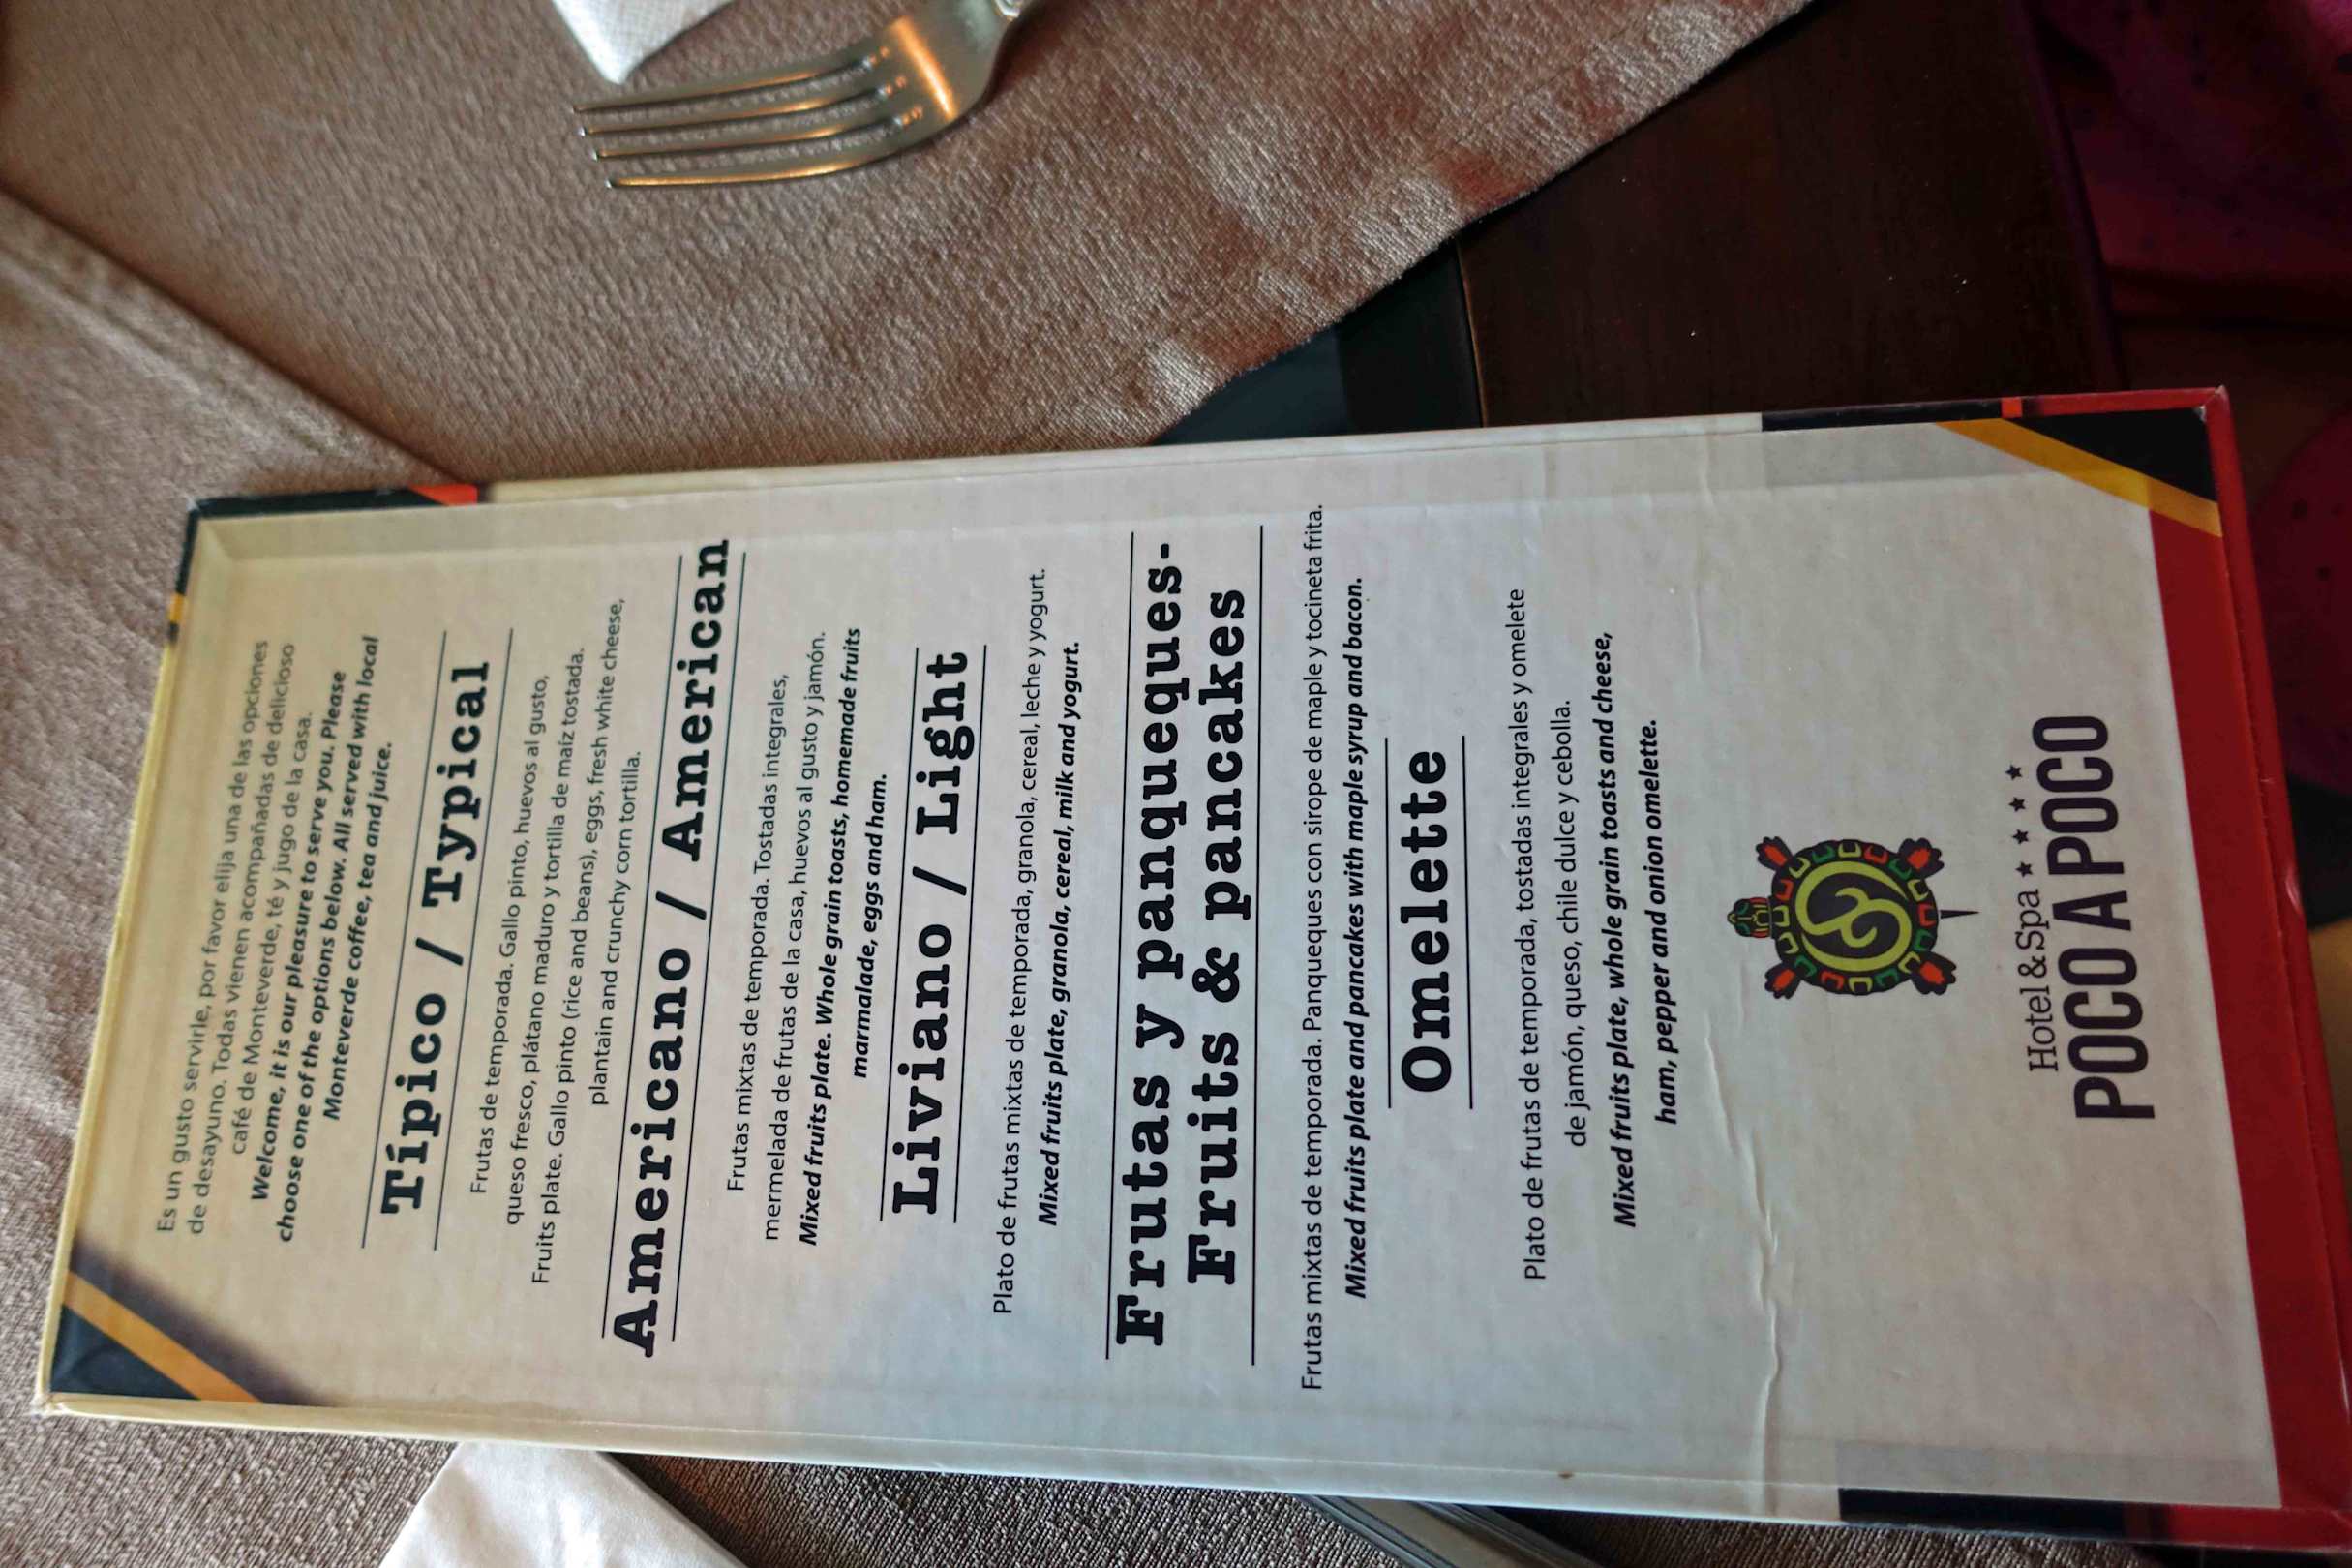 Es un gusto servirle, por favor elija una de las opciones
de desayuno. Todas vienen acompañadas de delicioso
café de Monteverde, té y jugo de la casa.
Welcome, it is our pleasure to serve you. Please
choose one of the options below. All served with local
Monteverde coffee, tea and juice.
Típico / Typical
Frutas de temporada. Gallo pinto, huevos al gusto,
queso fresco, plátano maduro y tortilla de maíz tostada.
Fruits plate. Gallo pinto (rice and beans), eggs, fresh white cheese,
plantain and crunchy corn tortilla.
Americano / American
Frutas mixtas de temporada. Tostadas integrales,
mermelada de frutas de la casa, huevos al gusto y jamón.
Mixed fruits plate. Whole grain toasts, homemade fruits
marmalade, eggs and ham.
Liviano / Light
Plato de frutas mixtas de temporada, granola, cereal, leche y yogurt.
Mixed fruits plate, granola, cereal, milk and yogurt.
Frutas y panqueques-
Fruits & pancakes
Frutas mixtas de temporada. Panqueques con sirope de maple y tocineta frita.
Mixed fruits plate and pancakes with maple syrup and bacon.
Omelette
Plato de frutas de temporada, tostadas integrales y omelete
de jamón, queso, chile dulce y cebolla.
Mixed fruits plate, whole grain toasts and cheese,
ham, pepper and onion omelette.
Hotel & Spa ★ ★ ★ ★
POCO A POCO